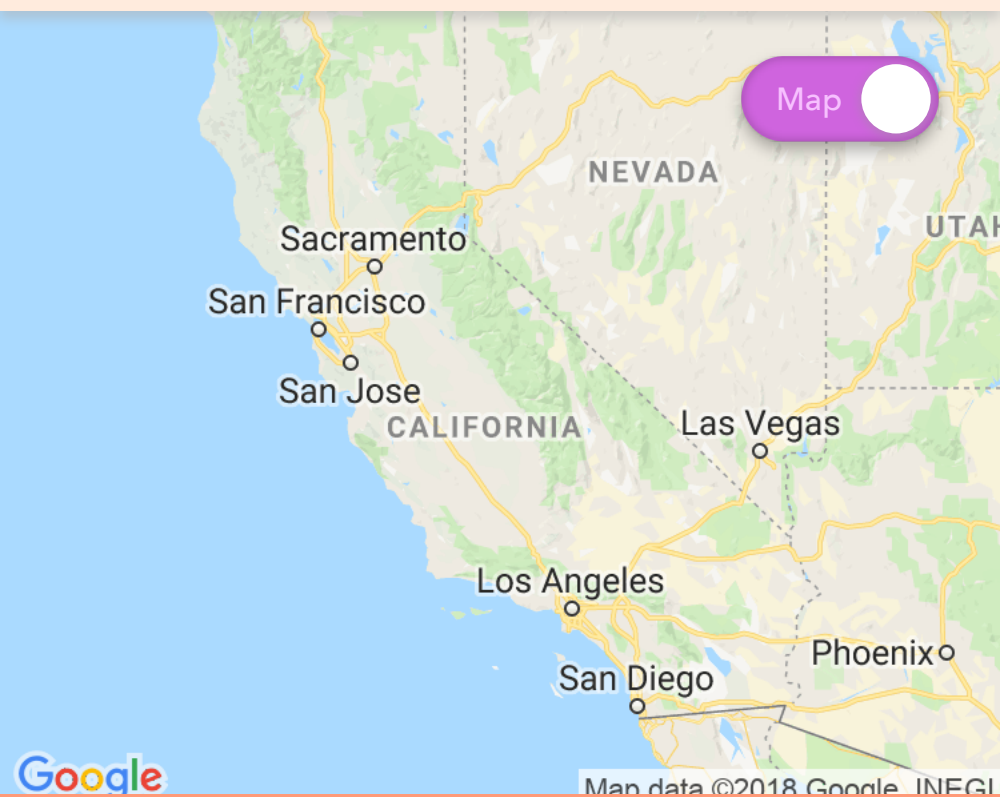 Map
NEVADA
UTAH
Sacramento
San Francisco
San Jose
CALIFORNIA
Las Vegas
Los Angeles
Phoenix
San Diego
Google
Map data ©2018 Google, INEGI